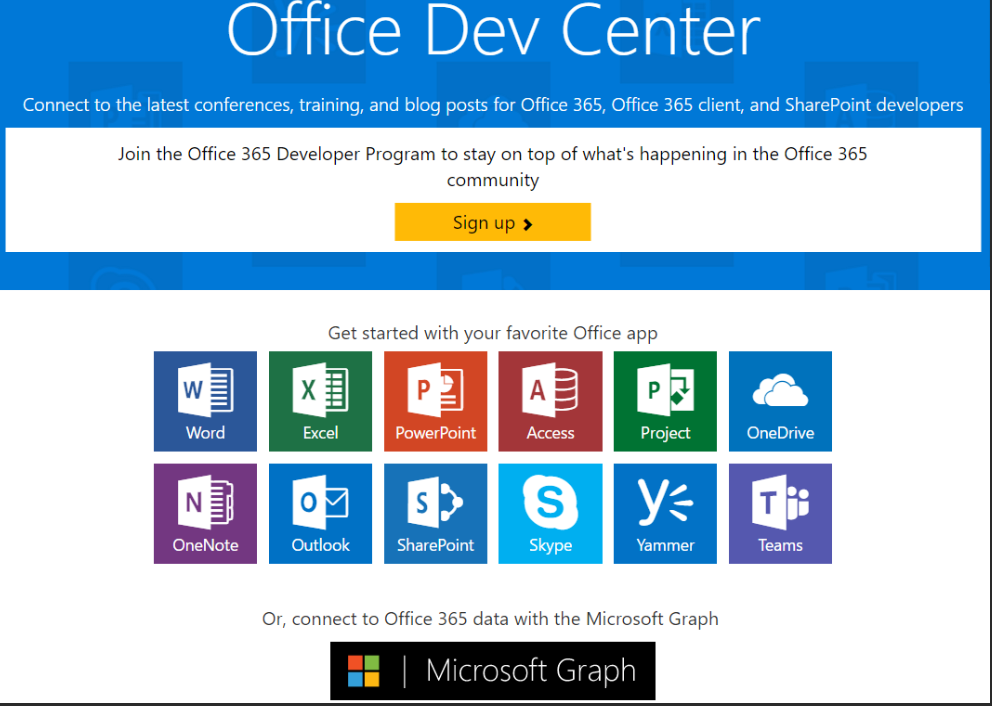 Office Dev Center
Connect to the latest conferences, training, and blog posts for Office 365, Office 365 client, and SharePoint developers
Join the Office 365 Developer Program to stay on top of what's happening in the Office 365
community
Sign up
Get started with your favorite Office app
W
Word
X
Excel
P
PowerPoint
A
Access
P
Project
OneDrive
N
OneNote
O
Outlook
S
SharePoint
S
Skype
Y
Yammer
T
Teams
Or, connect to Office 365 data with the Microsoft Graph
Microsoft Graph